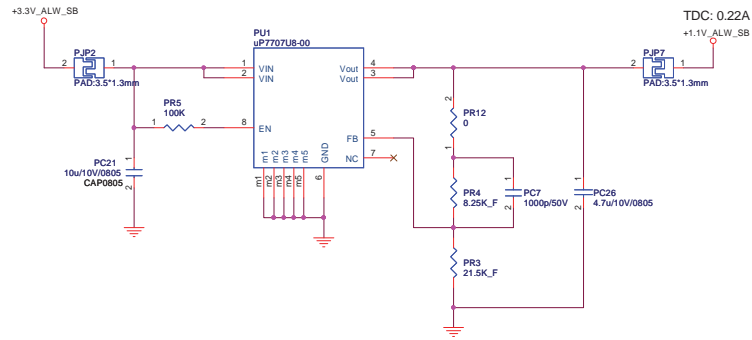 +3.3V_ALW_SB
TDC: 0.22A
+1.1V_ALW_SB
PU1
uP7707U8-00
PJP2
2 1
PAD:3.5*1.3mm
1 VIN
2 VIN
Vout 4
Vout 3
PJP7
2 1
PAD:3.5*1.3mm
PR5
100K
1 2
8 EN
FB 5
NC 7
m1 m2 m3 m4 m5 GND
m1 m2 m3 m4 m5 6
PC21
10u/10V/0805
CAP0805
1
2
2
PR12
0
1
PR4
8.25K_F
1
PC7
1000p/50V
2
1
PC26
4.7u/10V/0805
2
PR3
21.5K_F